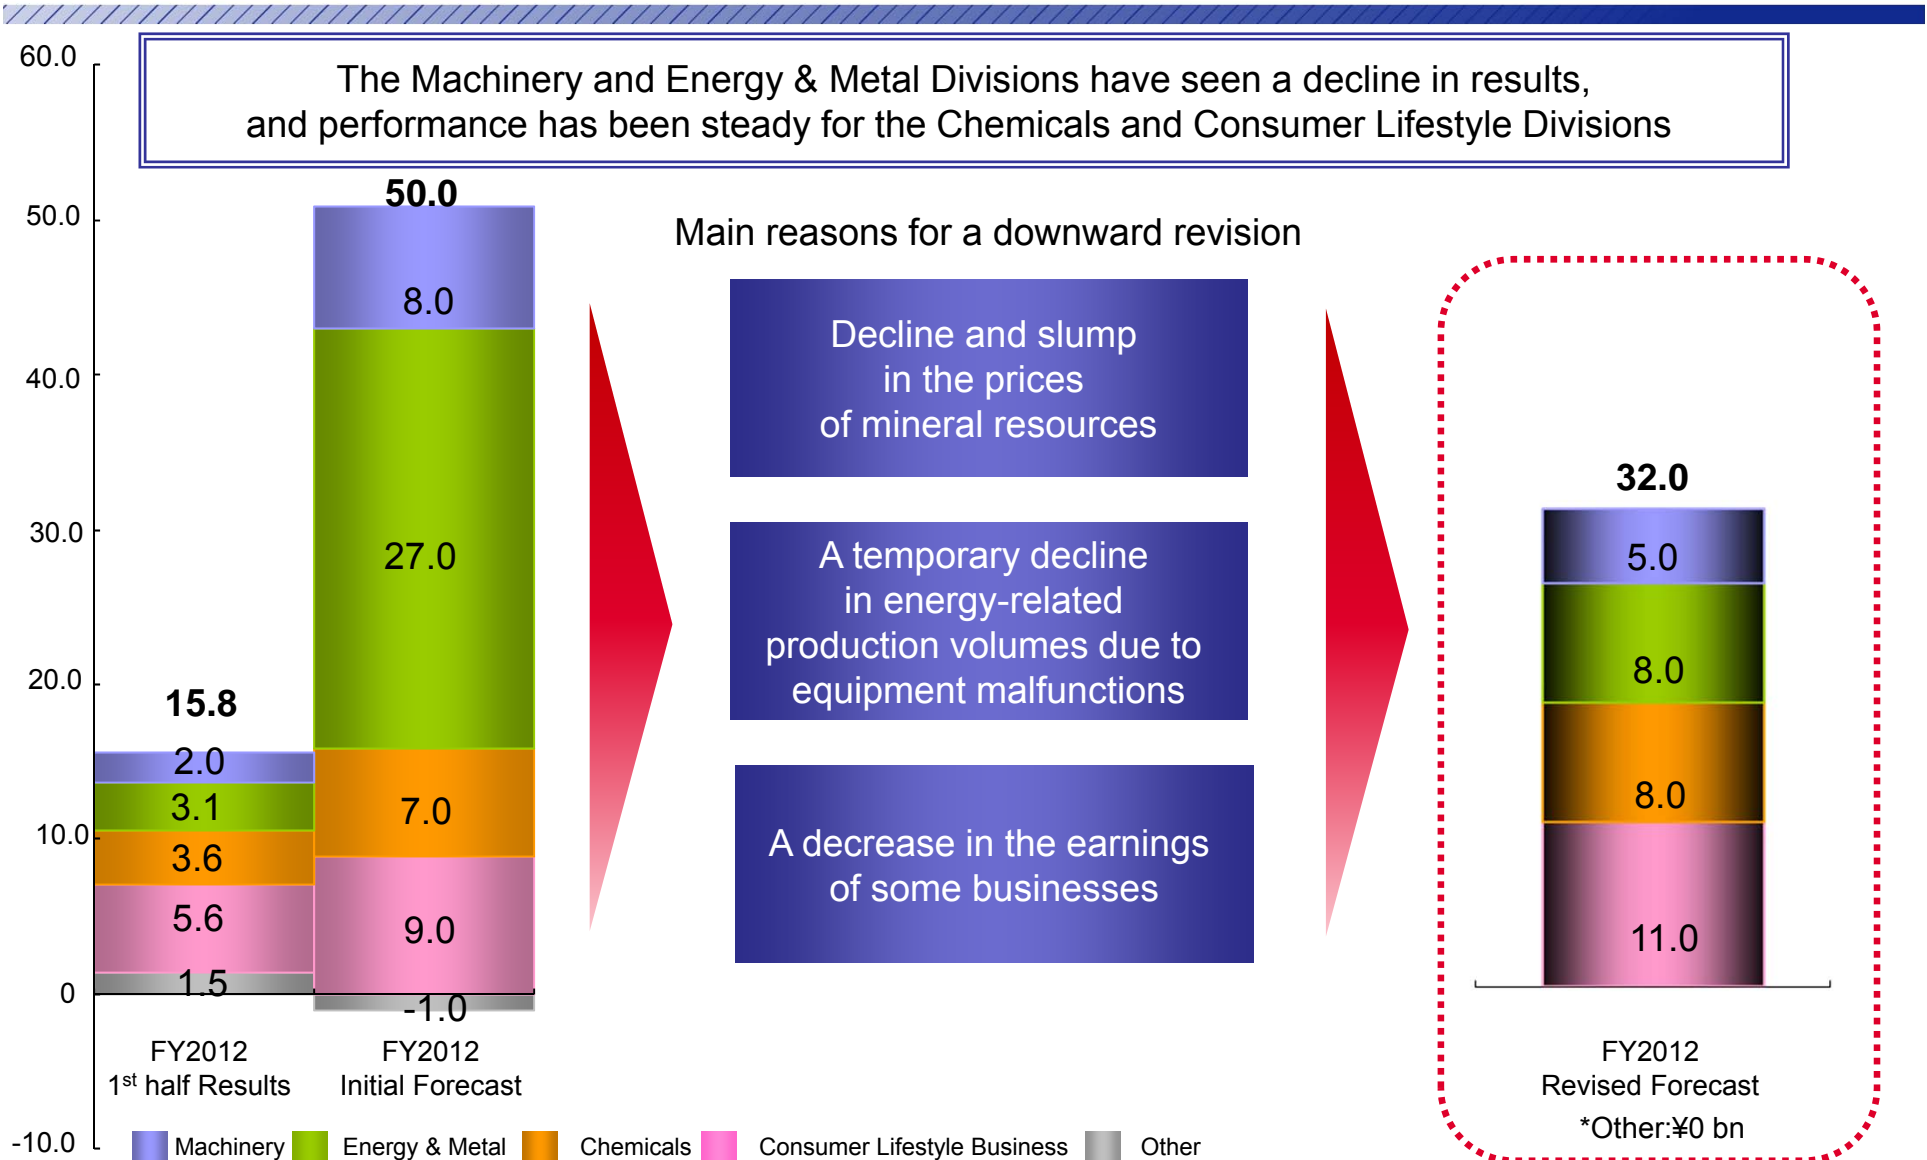 The Machinery and Energy & Metal Divisions have seen a decline in results,
and performance has been steady for the Chemicals and Consumer Lifestyle Divisions
60.0
50.0
40.0
30.0
20.0
10.0
0
-10.0
15.8
2.0
3.1
3.6
5.6
1.5
FY2012
1st half Results
50.0
8.0
27.0
7.0
9.0
-1.0
FY2012
Initial Forecast
Main reasons for a downward revision
Decline and slump
in the prices
of mineral resources
A temporary decline
in energy-related
production volumes due to
equipment malfunctions
A decrease in the earnings
of some businesses
32.0
5.0
8.0
8.0
11.0
FY2012
Revised Forecast
*Other:¥0 bn
Machinery
Energy & Metal
Chemicals
Consumer Lifestyle Business
Other